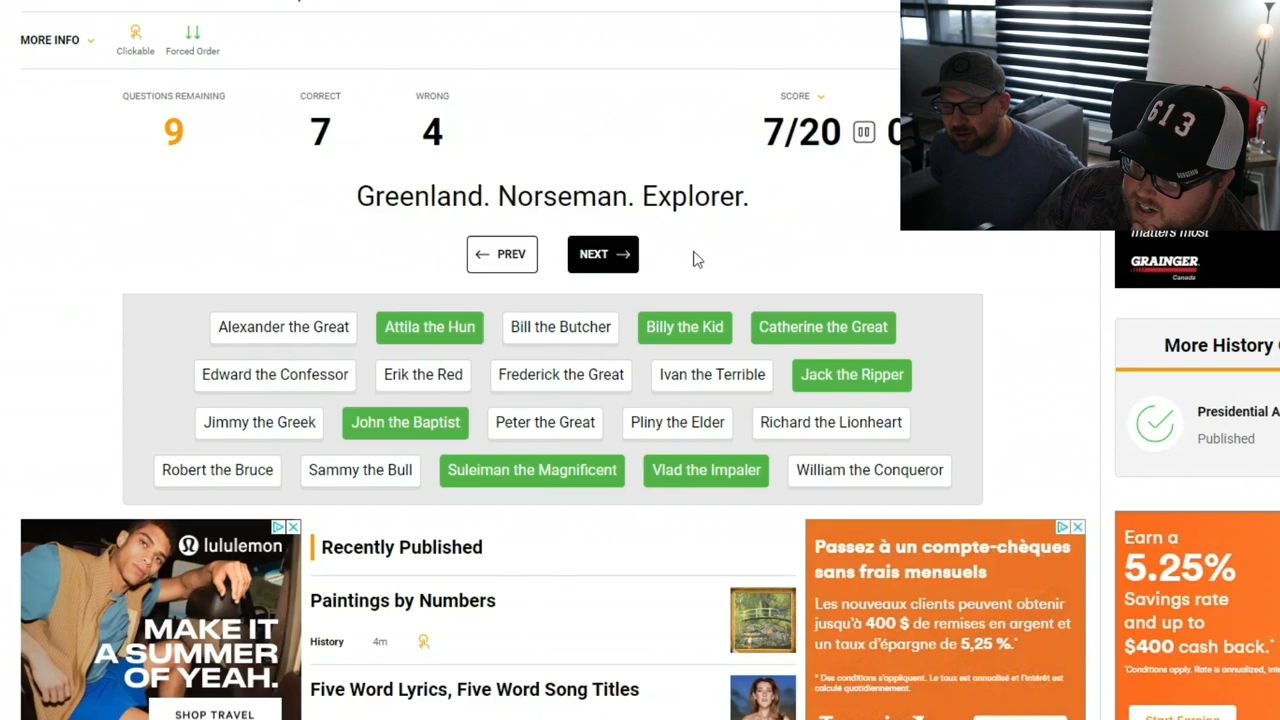 MORE INFO
Clickable
Forced Order
QUESTIONS REMAINING
CORRECT
WRONG
SCORE
9
7
4
7/20
Greenland. Norseman. Explorer.
← PREV
NEXT →
Alexander the Great
Attila the Hun
Bill the Butcher
Billy the Kid
Catherine the Great
Edward the Confessor
Erik the Red
Frederick the Great
Ivan the Terrible
Jack the Ripper
Jimmy the Greek
John the Baptist
Peter the Great
Pliny the Elder
Richard the Lionheart
Robert the Bruce
Sammy the Bull
Suleiman the Magnificent
Vlad the Impaler
William the Conqueror
613
matters most
GRAINGER
Canada
More History
Presidential A
Published
lululemon
MAKE IT
A SUMMER
OF YEAH.
SHOP TRAVEL
Recently Published
Paintings by Numbers
History 4m
Five Word Lyrics, Five Word Song Titles
Passez à un compte-chèques
sans frais mensuels
Les nouveaux clients peuvent obtenir
jusqu'à 400 $ de remises en argent et
un taux d'épargne de 5,25 %.*
* Des conditions s'appliquent. Le taux est annualisé et l'intérêt est
calculé quotidiennement.
Earn a
5.25%
Savings rate
and up to
$400 cash back.*
*Conditions apply. Rate is annualized,
Start Earning